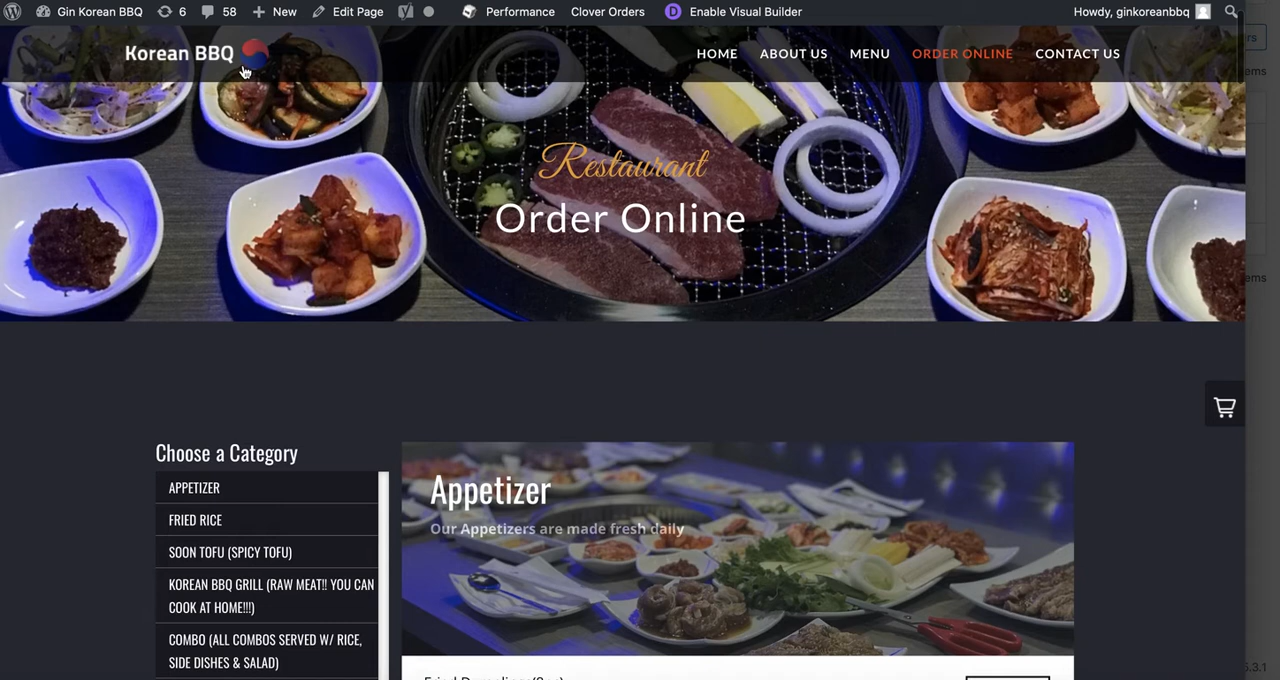 Gin Korean BBQ 6 58 New Edit Page Performance Clover Orders Enable Visual Builder Howdy, ginkoreanbbq
Korean BBQ HOME ABOUT US MENU ORDER ONLINE CONTACT US
Restaurant
Order Online
Choose a Category
APPETIZER
FRIED RICE
SOON TOFU (SPICY TOFU)
KOREAN BBQ GRILL (RAW MEAT!! YOU CAN
COOK AT HOME!!!)
COMBO (ALL COMBOS SERVED W/ RICE,
SIDE DISHES & SALAD)
Appetizer
Our Appetizers are made fresh daily